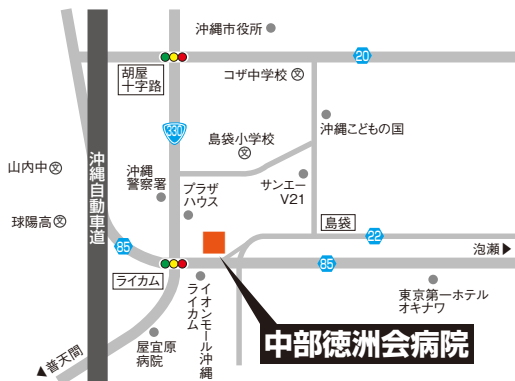 沖縄市役所
20
胡屋
十字路
コザ中学校
文
沖縄こどもの国
330
島袋小学校
文
山内中
文
沖縄自動車道
沖縄
警察署
プラザ
ハウス
サンエー
V21
球陽高
文
島袋
22
泡瀬
85
ライカム
85
イオンモール沖縄
ライカム
東京第一ホテル
オキナワ
中部徳洲会病院
屋宜原
病院
普天間